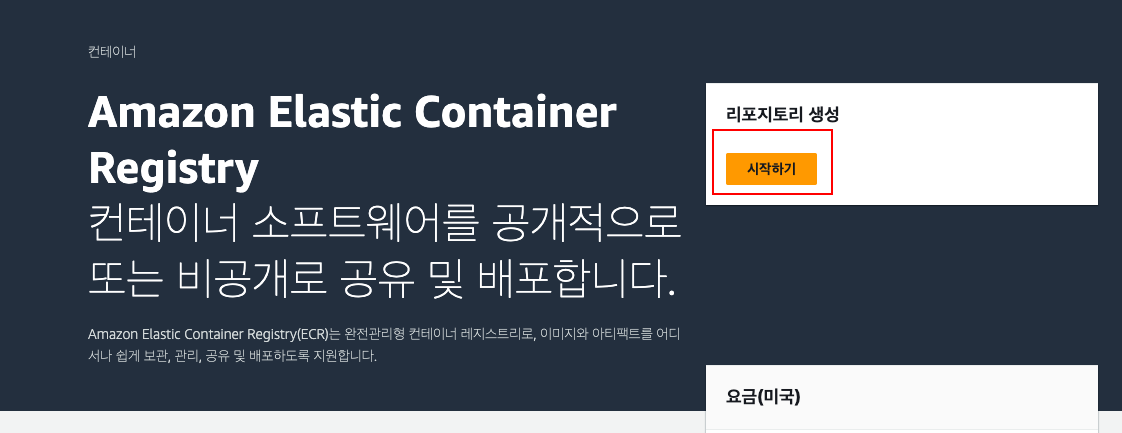 컨테이너
Amazon Elastic Container
Registry
컨테이너 소프트웨어를 공개적으로
또는 비공개로 공유 및 배포합니다.
Amazon Elastic Container Registry(ECR)는 완전관리형 컨테이너 레지스트리로, 이미지와 아티팩트를 어디
서나 쉽게 보관, 관리, 공유 및 배포하도록 지원합니다.
리포지토리 생성
시작하기
요금(미국)